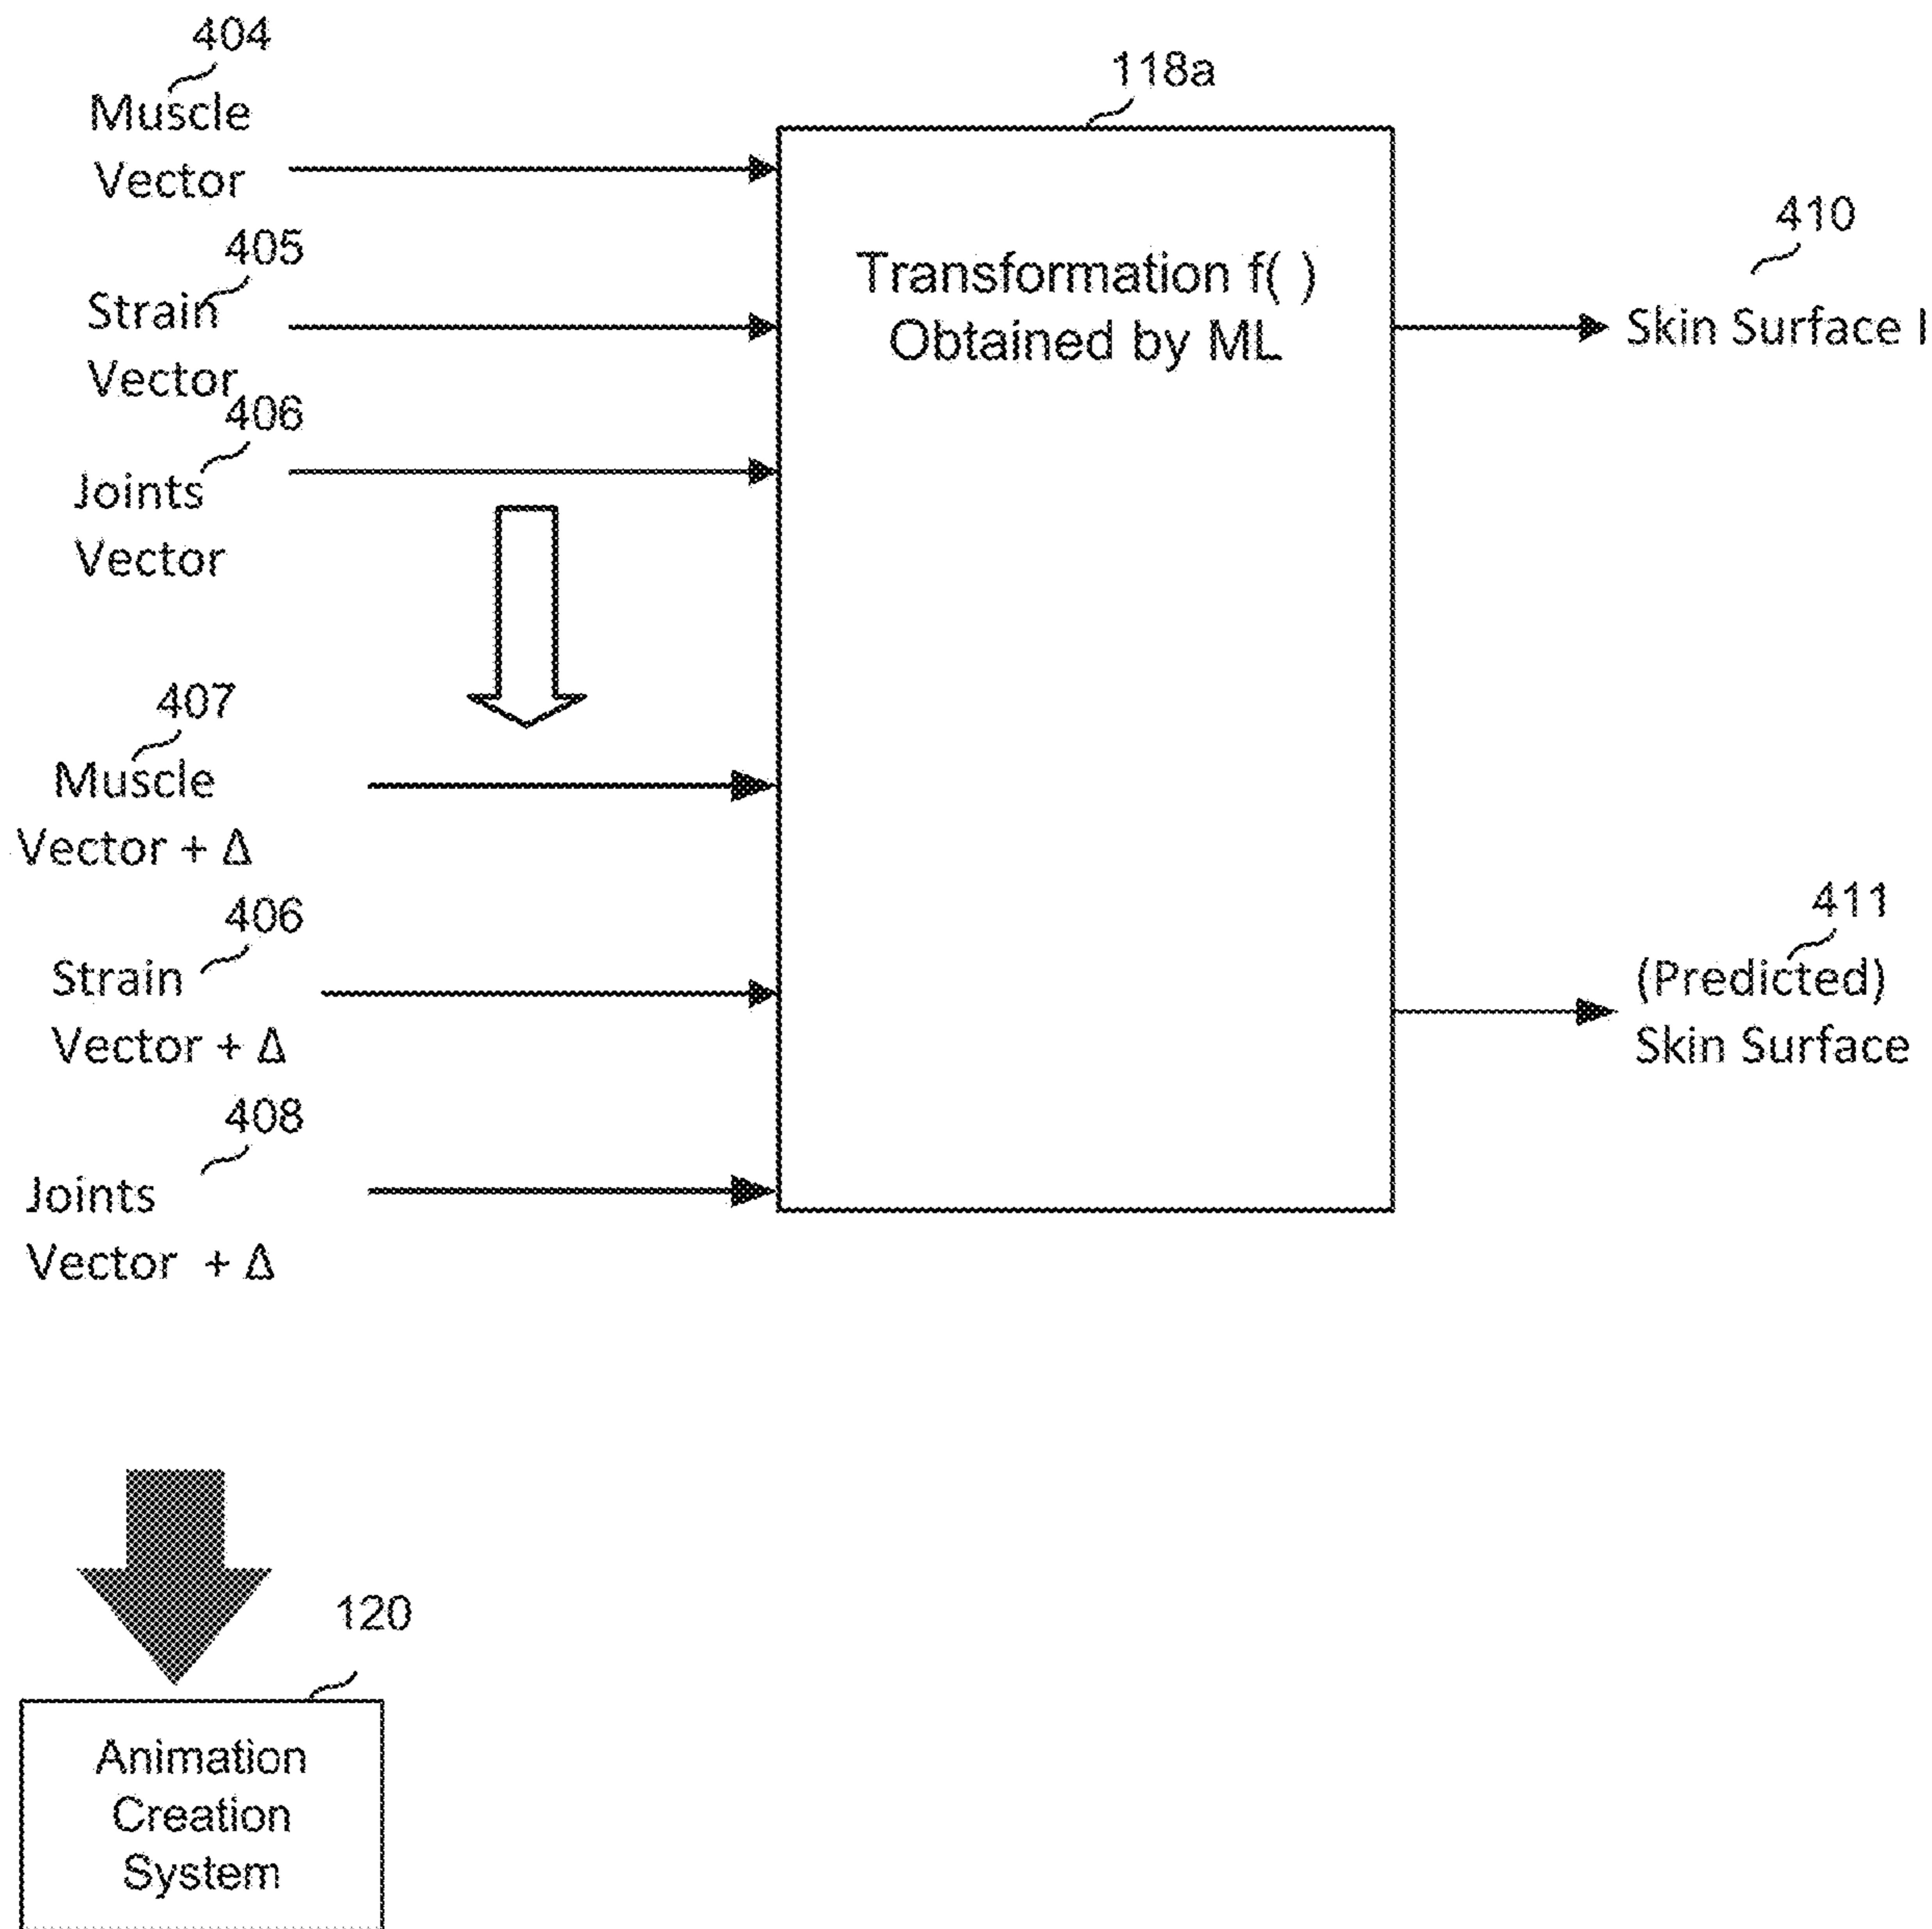 404
Muscle
Vector
405
Strain
Vector
406
Joints
Vector
407
Muscle
Vector + Δ
406
Strain
Vector + Δ
408
Joints
Vector + Δ
118a
Transformation f( )
Obtained by ML
410
Skin Surface I
411
(Predicted)
Skin Surface
120
Animation
Creation
System